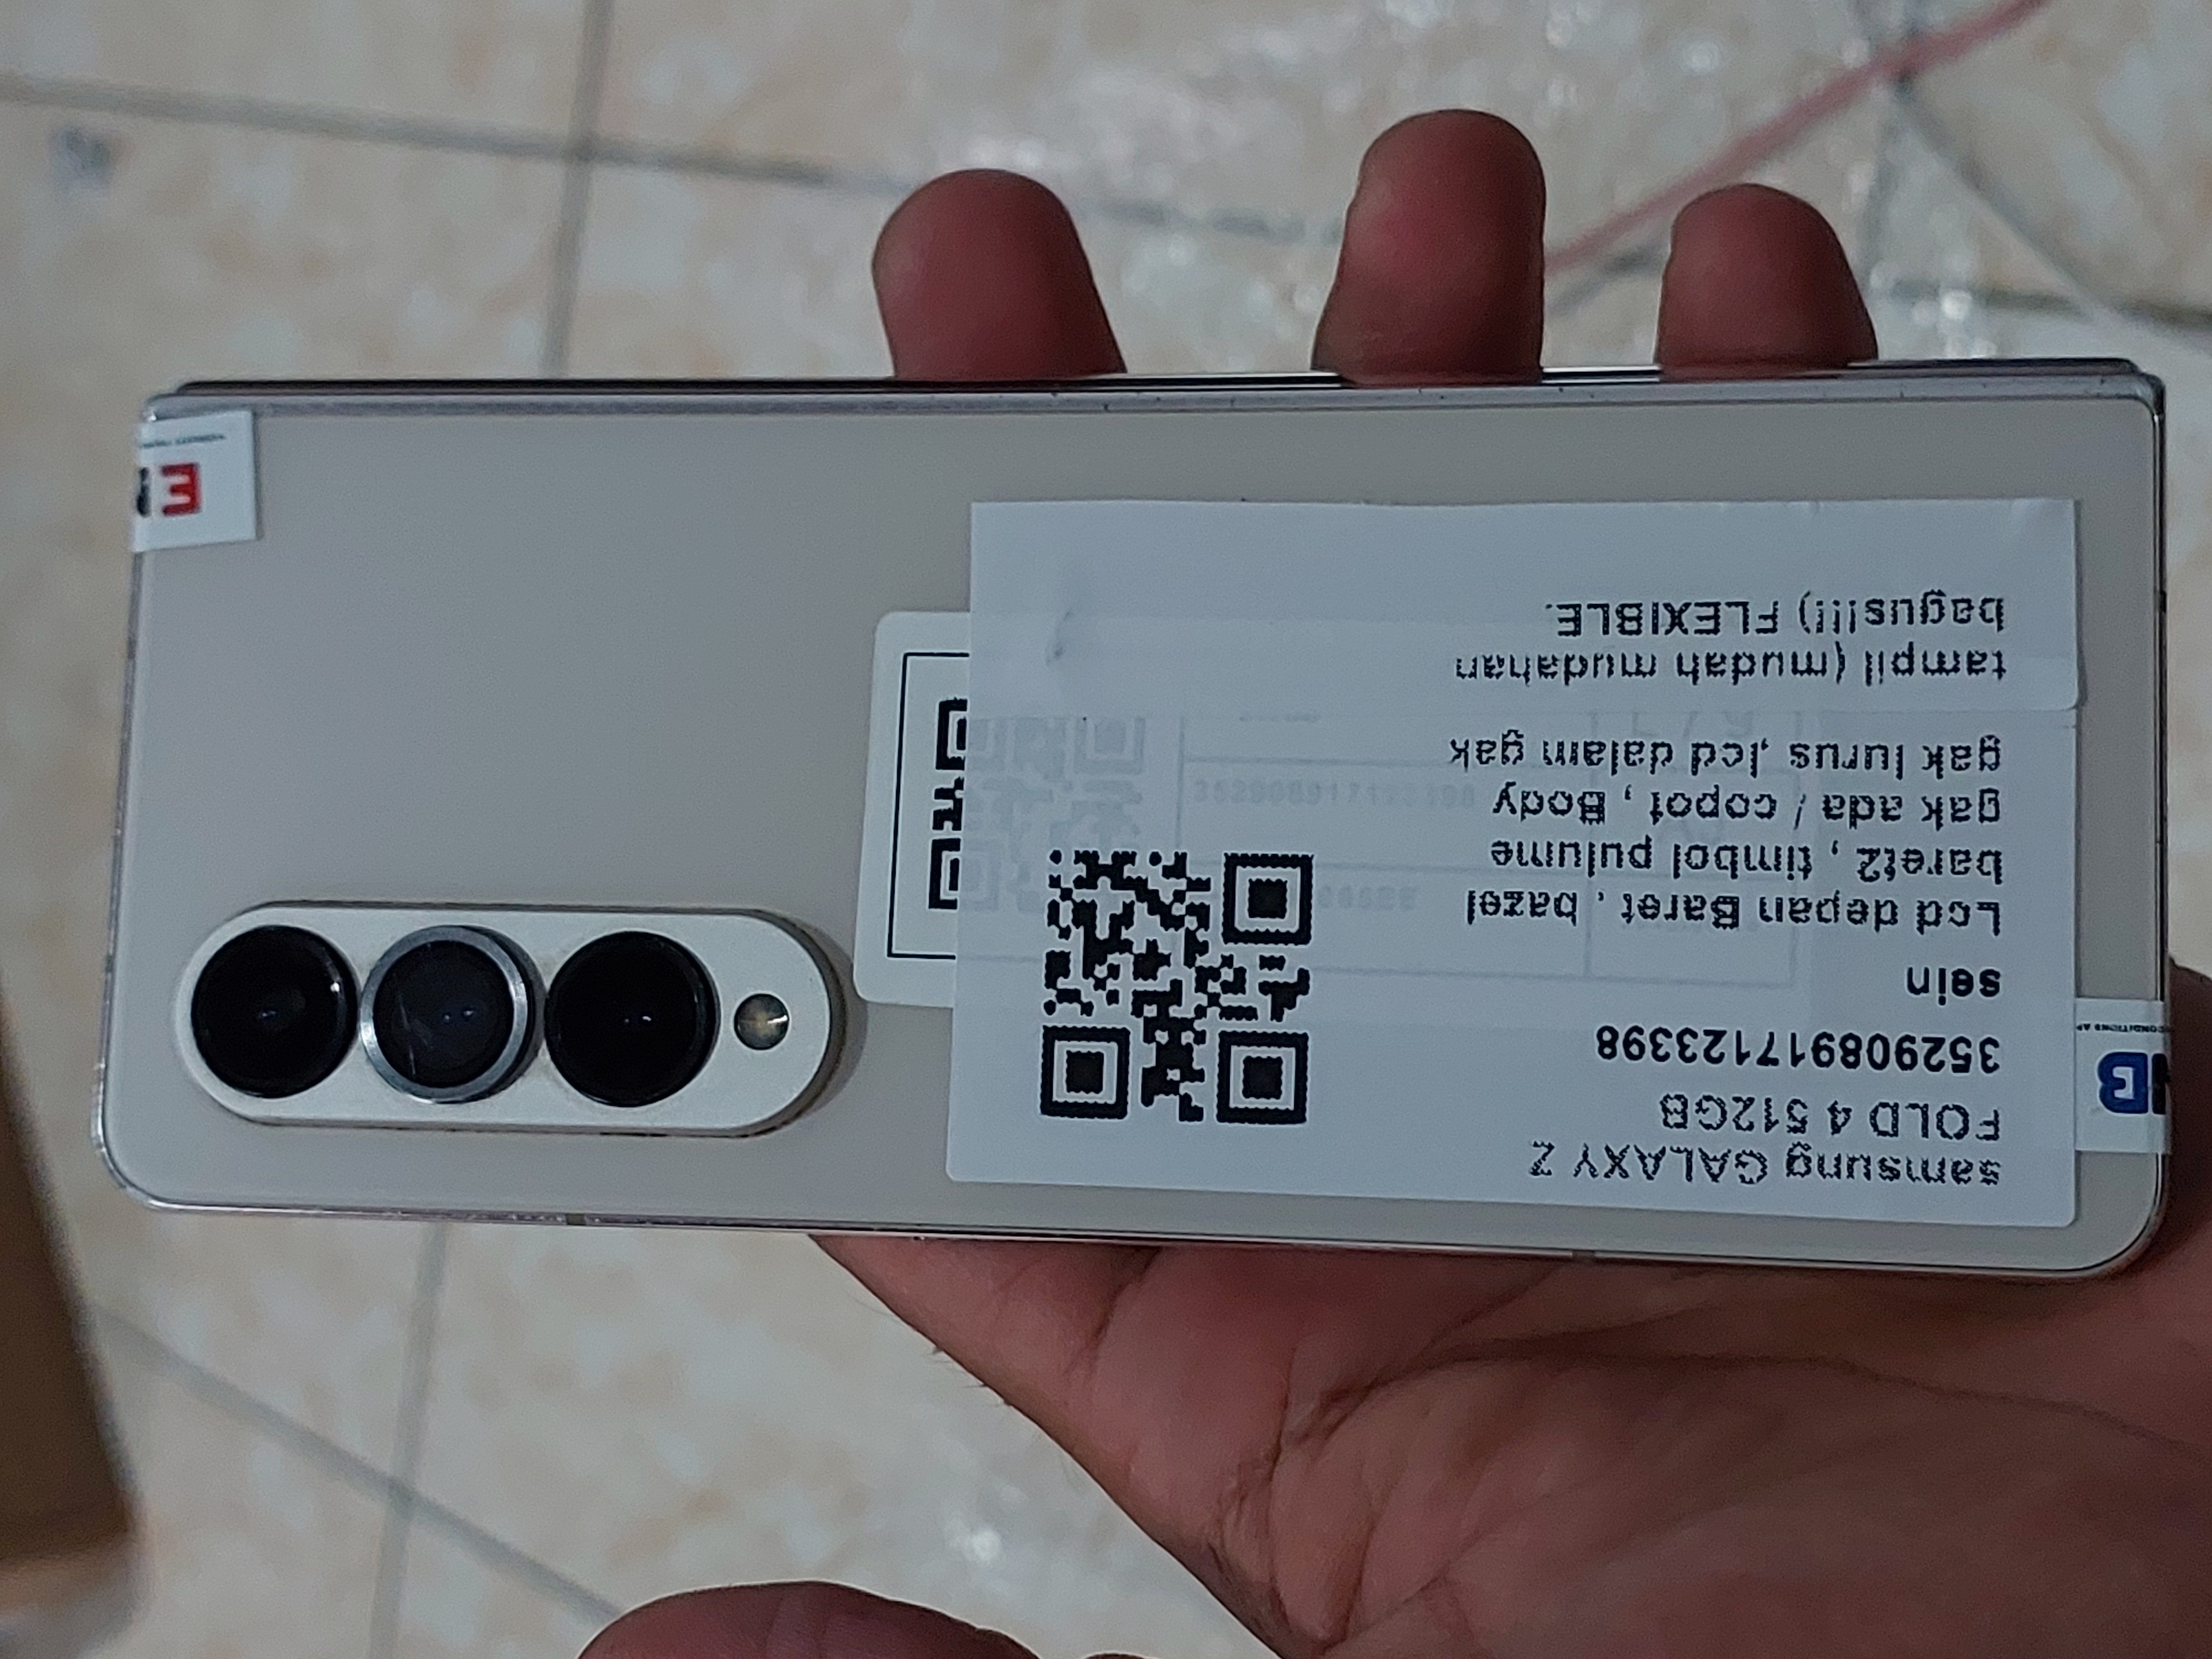 samsung GALAXY Z
FOLD 4 512GB
352908917123398
sein
Lcd depan Baret , bazel
baret2 , timbol pulume
gak ada / copot , Body
gak lurus ,lcd dalam gak
tampil (mudah mudahan
bagus!!!) FLEXIBLE.